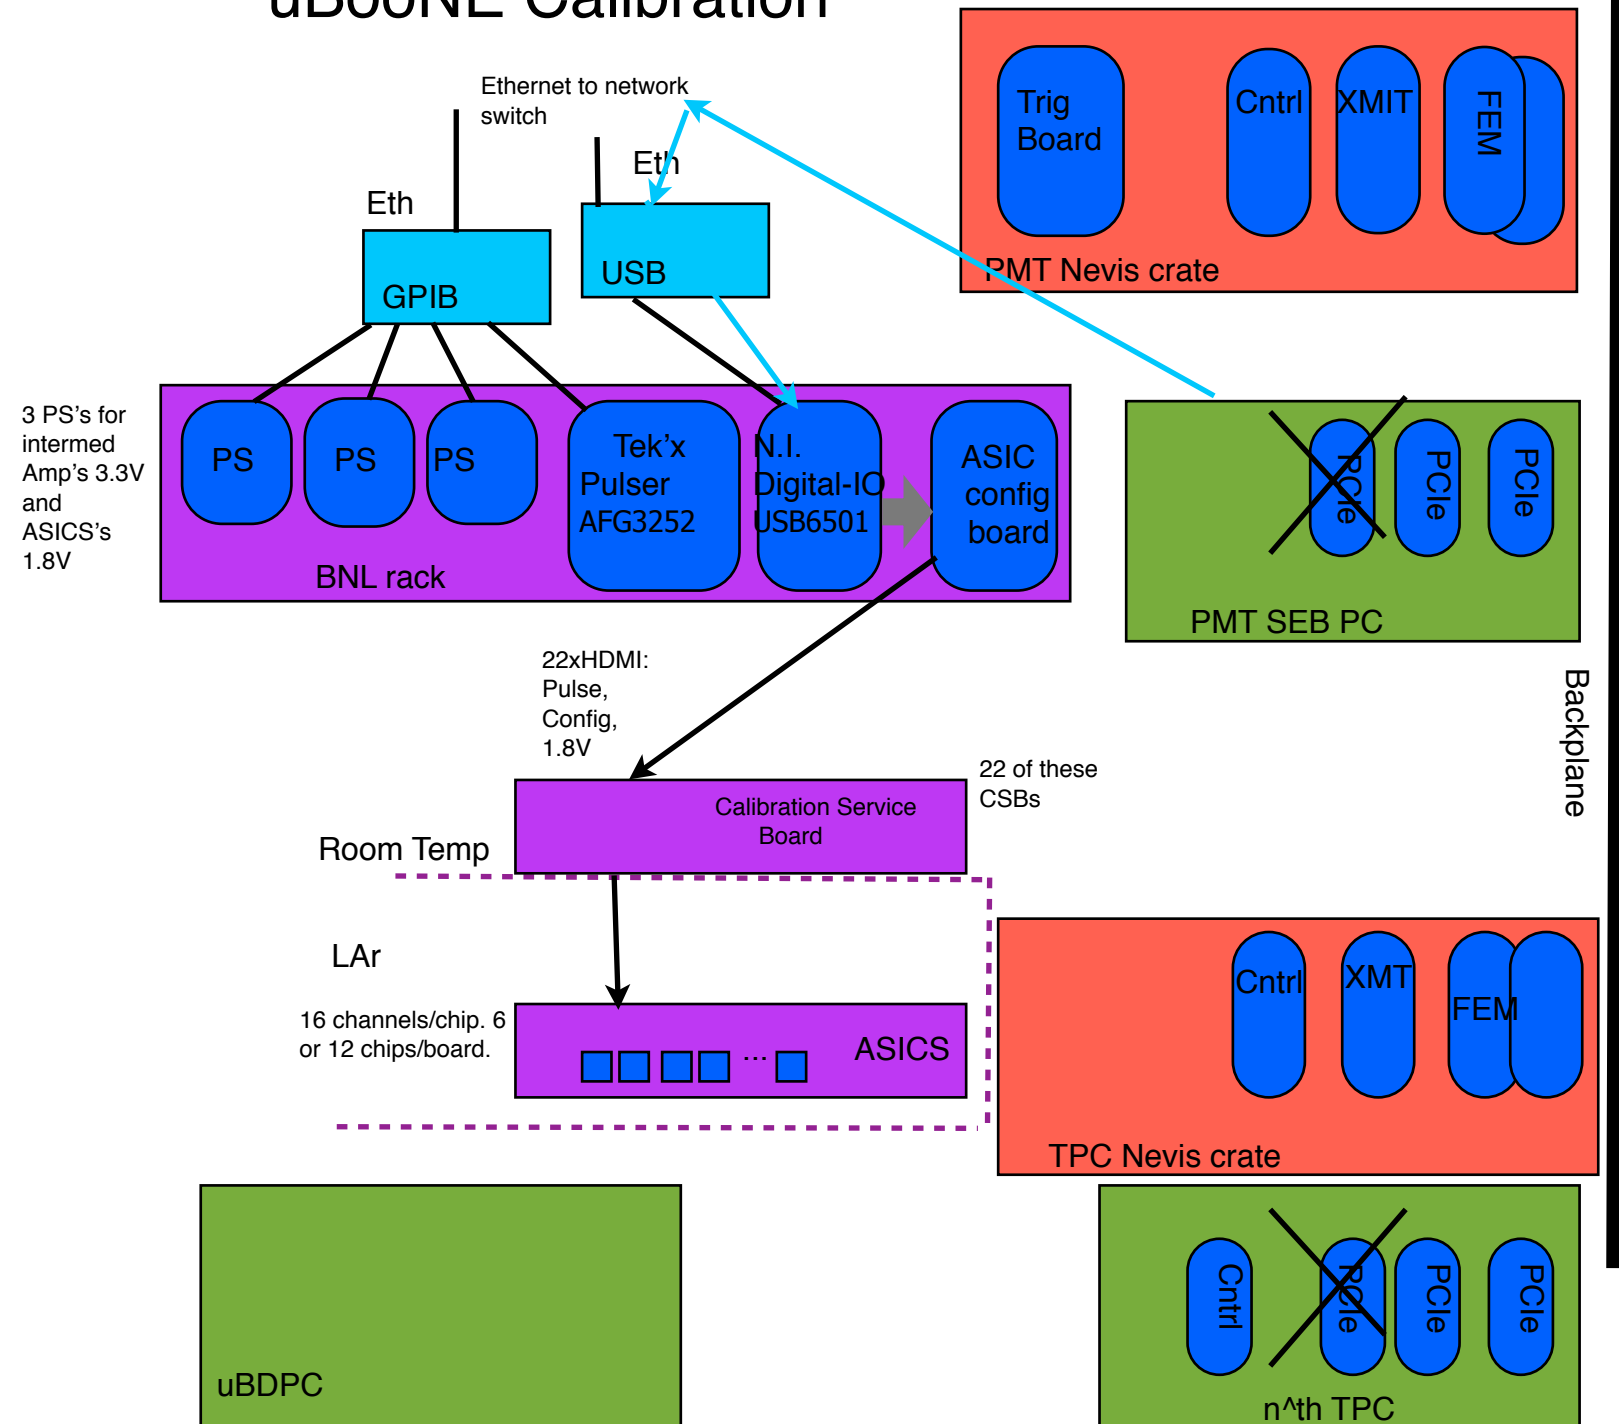 uBooNE Calibration
Ethernet to network
switch
Eth
Eth
GPIB
USB
Trig
Board
Cntrl
XMIT
FEM
PMT Nevis crate
3 PS's for
intermed
Amp's 3.3V
and
ASICS's
1.8V
PS
PS
PS
Tek'x
Pulser
AFG3252
N.I.
Digital-IO
USB6501
ASIC
config
board
BNL rack
PCIe
PCIe
PCIe
PMT SEB PC
Backplane
22xHDMI:
Pulse,
Config,
1.8V
22 of these
CSBs
Calibration Service
Board
Room Temp
LAr
16 channels/chip. 6
or 12 chips/board.
...
ASICS
Cntrl
XMT
FEM
TPC Nevis crate
uBDPC
Cntrl
PCIe
PCIe
PCIe
n^th TPC